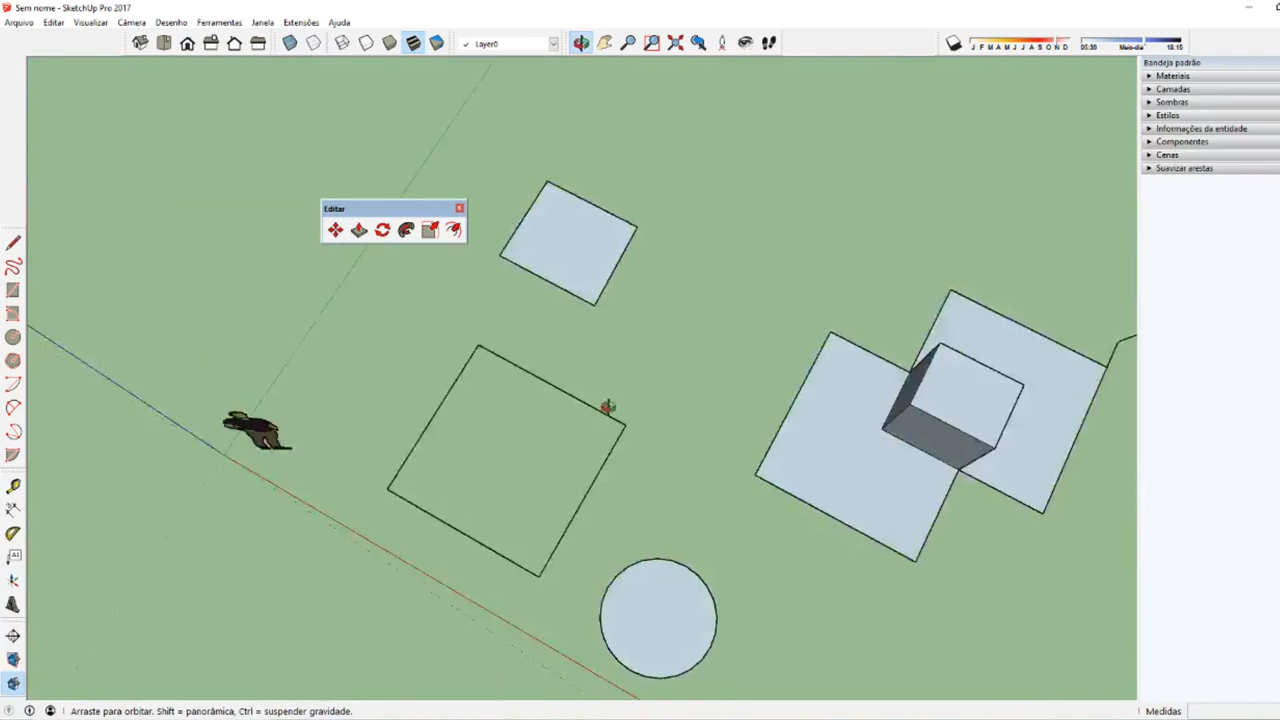 Sem nome - SketchUp Pro 2017
Arquivo Editar Visualizar Câmera Desenho Ferramentas Janela Extensões Ajuda
Layer0
J F M A M J J A S O N D 05:30 Meio-dia 18:15
Bandeja padrão
Materiais
Camadas
Sombras
Estilos
Informações da entidade
Componentes
Cenas
Suavizar arestas
Editar
A1
Arraste para orbitar. Shift = panorâmica, Ctrl = suspender gravidade.
Medidas